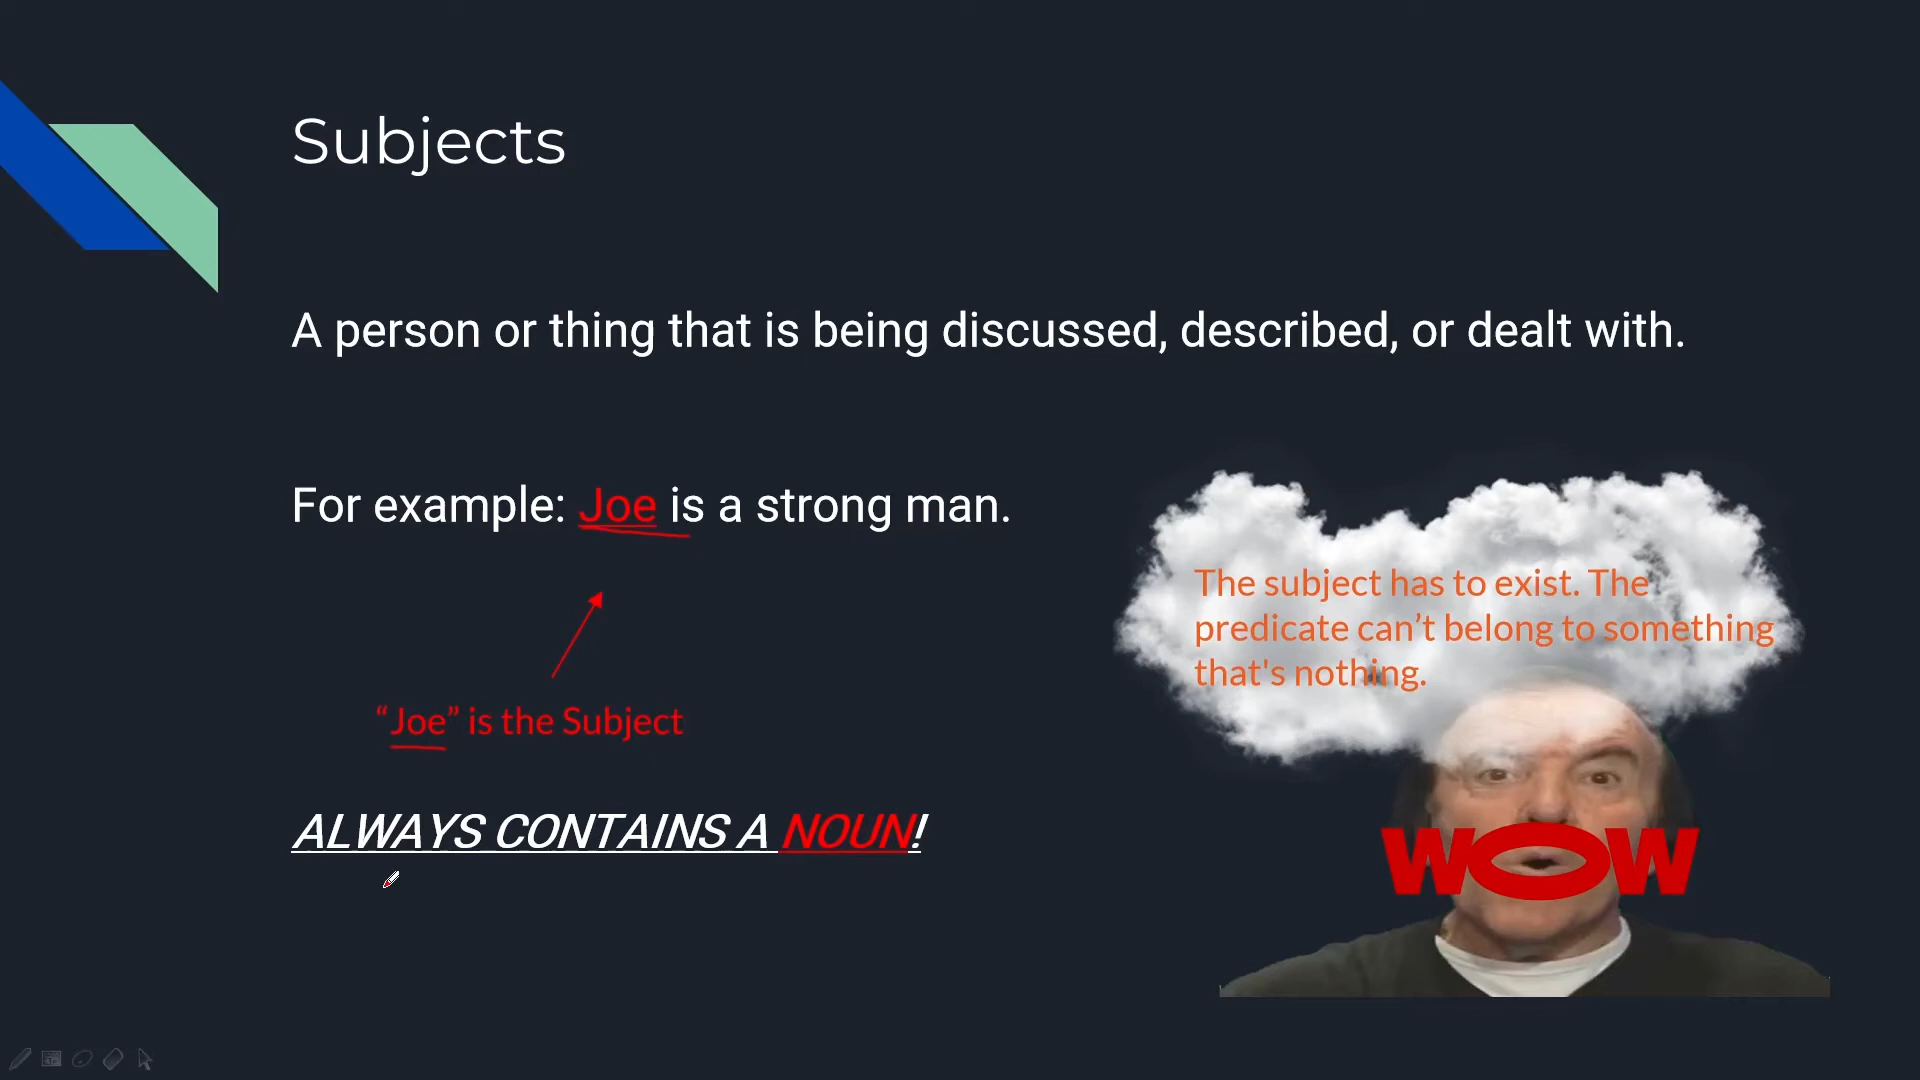 Subjects
A person or thing that is being discussed, described, or dealt with.
For example: Joe is a strong man.
The subject has to exist. The
predicate can’t belong to something
that's nothing.
“Joe” is the Subject
ALWAYS CONTAINS A NOUN!
WOW